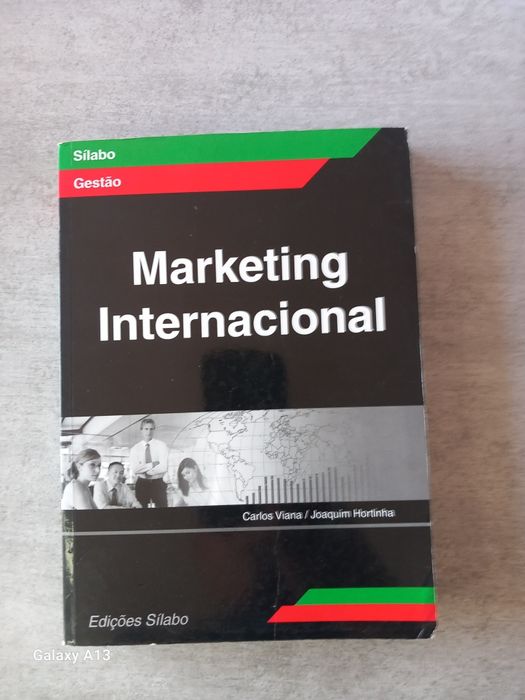 Sílabo
Gestão
Marketing
Internacional
Carlos Viana / Joaquim Hortinha
Edições Sílabo
Galaxy A13